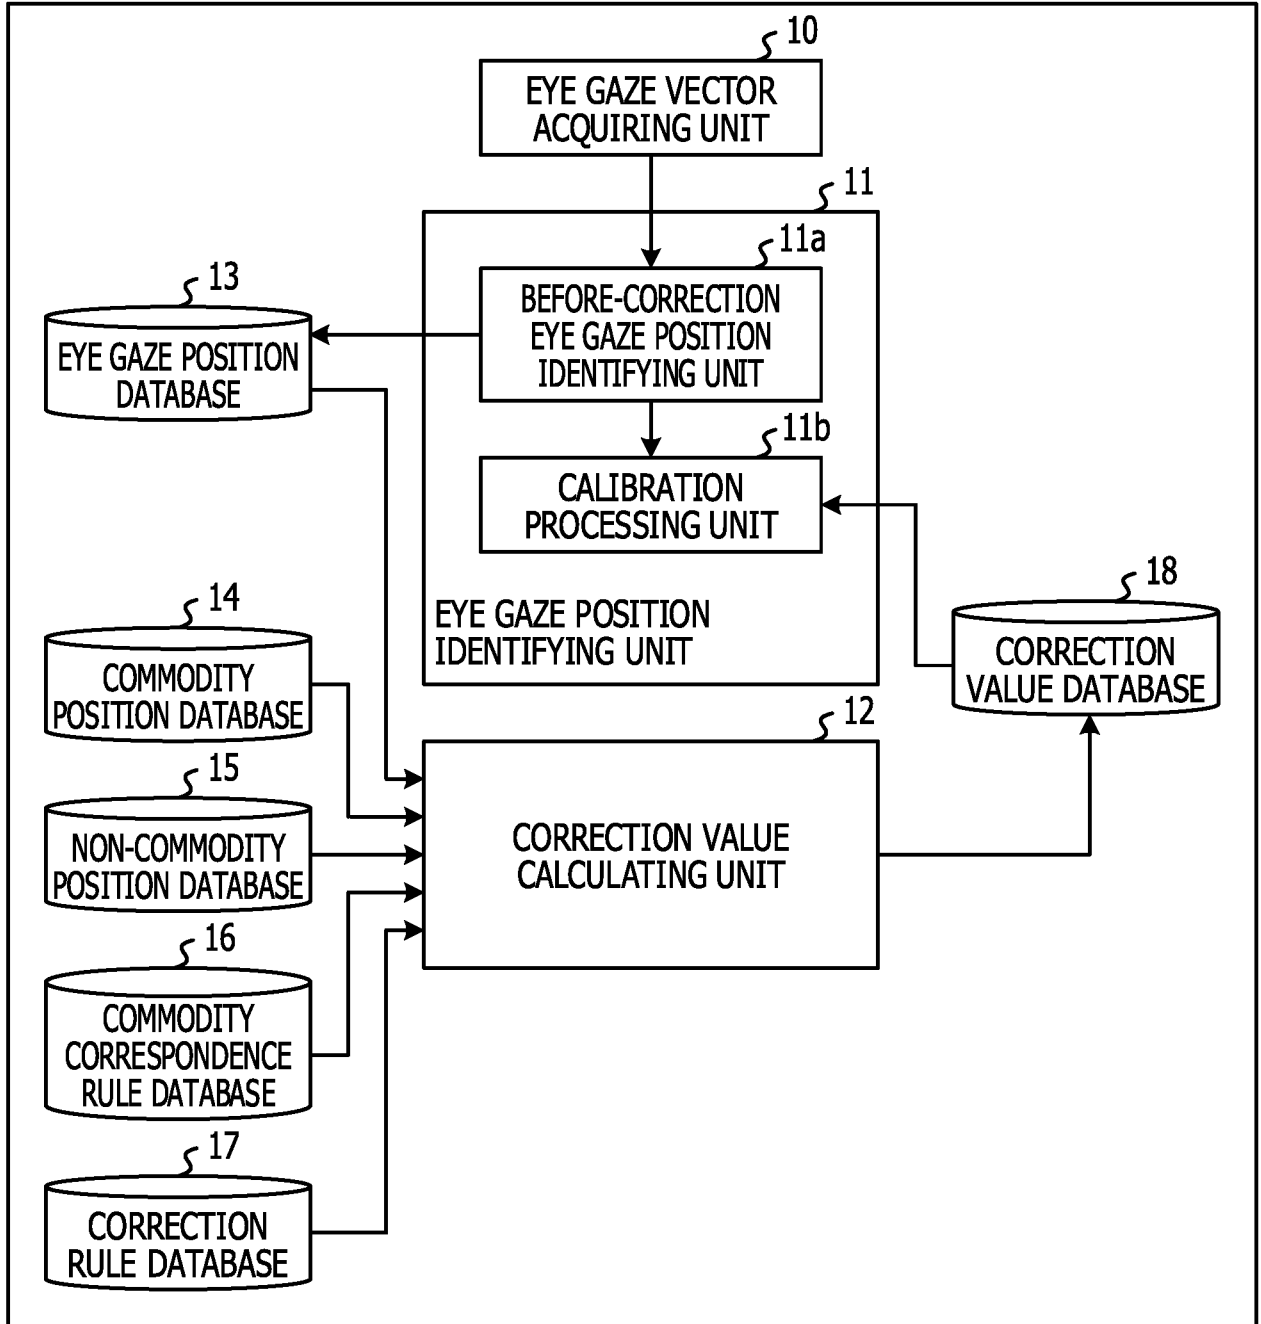 10
EYE GAZE VECTOR
ACQUIRING UNIT
11
11a
BEFORE-CORRECTION
EYE GAZE POSITION
IDENTIFYING UNIT
13
EYE GAZE POSITION
DATABASE
11b
CALIBRATION
PROCESSING UNIT
EYE GAZE POSITION
IDENTIFYING UNIT
18
CORRECTION
VALUE DATABASE
14
COMMODITY
POSITION DATABASE
12
CORRECTION VALUE
CALCULATING UNIT
15
NON-COMMODITY
POSITION DATABASE
16
COMMODITY
CORRESPONDENCE
RULE DATABASE
17
CORRECTION
RULE DATABASE